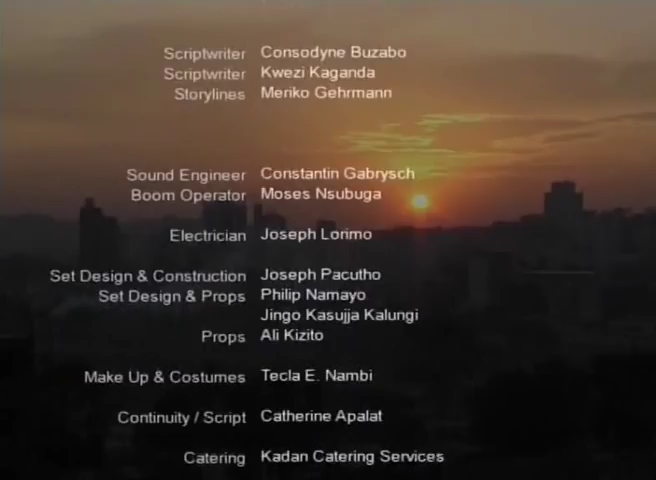 Scriptwriter Consodyne Buzabo
Scriptwriter Kwezi Kaganda
Storylines Meriko Gehrmann
Sound Engineer Constantin Gabrysch
Boom Operator Moses Nsubuga
Electrician Joseph Lorimo
Set Design & Construction Joseph Pacutho
Set Design & Props Philip Namayo
Jingo Kasujja Kalungi
Props Ali Kizito
Make Up & Costumes Tecla E. Nambi
Continuity / Script Catherine Apalat
Catering Kadan Catering Services